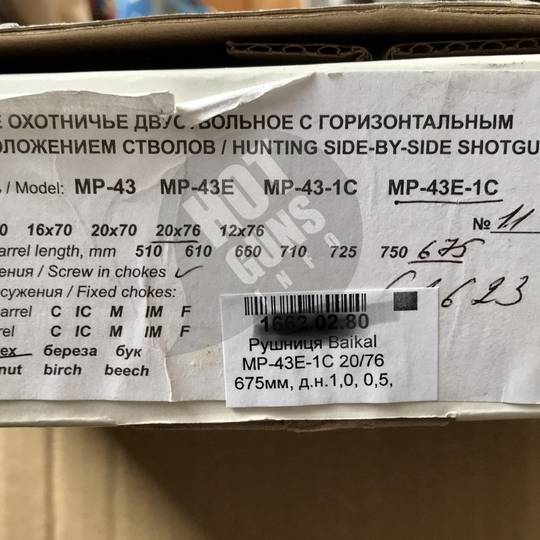 Е ОХОТНИЧЬЕ ДВУСТВОЛЬНОЕ С ГОРИЗОНТАЛЬНЫМ
ОЛОЖЕНИЕМ СТВОЛОВ / HUNTING SIDE-BY-SIDE SHOTGU
/ Model: MP-43 MP-43E MP-43-1C MP-43E-1C
0 16x70 20x70 20x76 12x76
№ 11
arrel length, mm 510 610 660 710 725 750 675
ения / Screw in chokes
сужения / Fixed chokes:
arrel C IC M IM F
rel C IC M IM F
ех береза бук
nut birch beech
1662.02.80
Рушниця Baikal
MP-43E-1C 20/76
675мм, д.н.1,0, 0,5,
HOT
GUNS